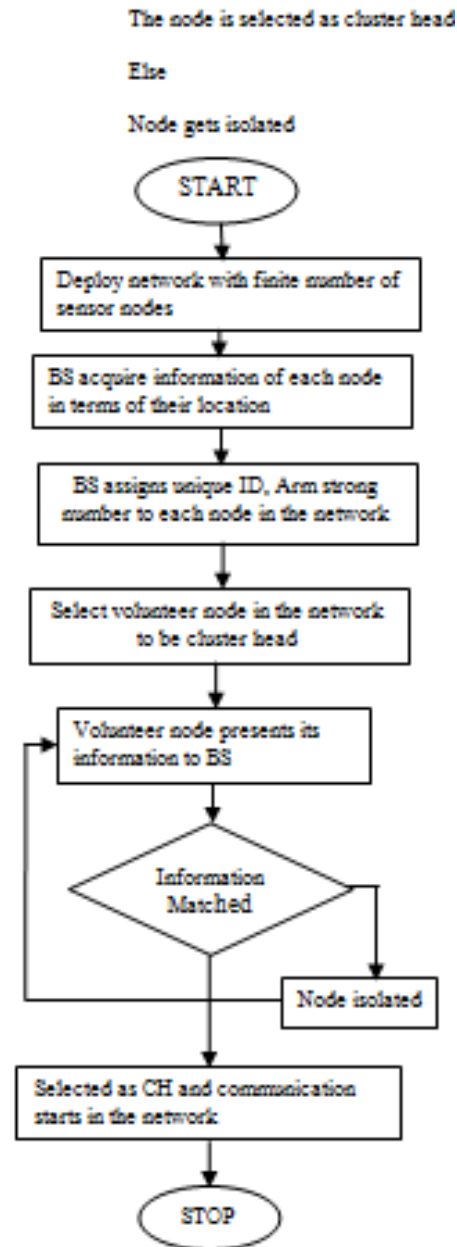 The node is selected as cluster head
Else
Node gets isolated
START
Deploy network with finite number of
sensor nodes
BS acquire information of each node
in terms of their location
BS assigns unique ID, Arm strong
number to each node in the network
Select volunteer node in the network
to be cluster head
Volunteer node presents its
information to BS
Information
Matched
Node isolated
Selected as CH and communication
starts in the network
STOP